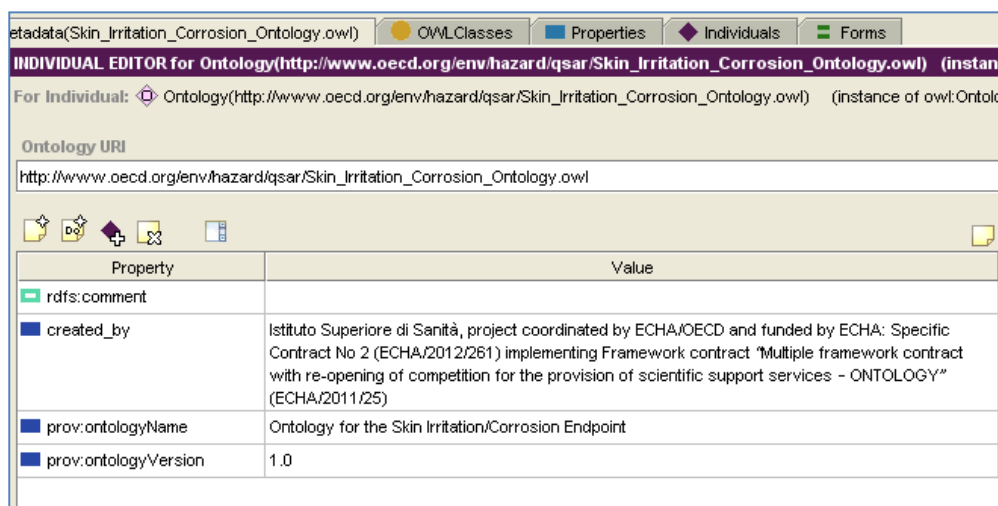 etadata(Skin_Irritation_Corrosion_Ontology.owl) OWLClasses Properties Individuals Forms
INDIVIDUAL EDITOR for Ontology(http://www.oecd.org/env/hazard/qsar/Skin_Irritation_Corrosion_Ontology.owl) (instan
For Individual: Ontology(http://www.oecd.org/env/hazard/qsar/Skin_Irritation_Corrosion_Ontology.owl) (instance of owl:Ontolo
Ontology URI
http://www.oecd.org/env/hazard/qsar/Skin_Irritation_Corrosion_Ontology.owl
Property Value
rdfs:comment
created_by Istituto Superiore di Sanità, project coordinated by ECHA/OECD and funded by ECHA: Specific
Contract No 2 (ECHA/2012/261) implementing Framework contract "Multiple framework contract
with re-opening of competition for the provision of scientific support services - ONTOLOGY"
(ECHA/2011/25)
prov:ontologyName Ontology for the Skin Irritation/Corrosion Endpoint
prov:ontologyVersion 1.0